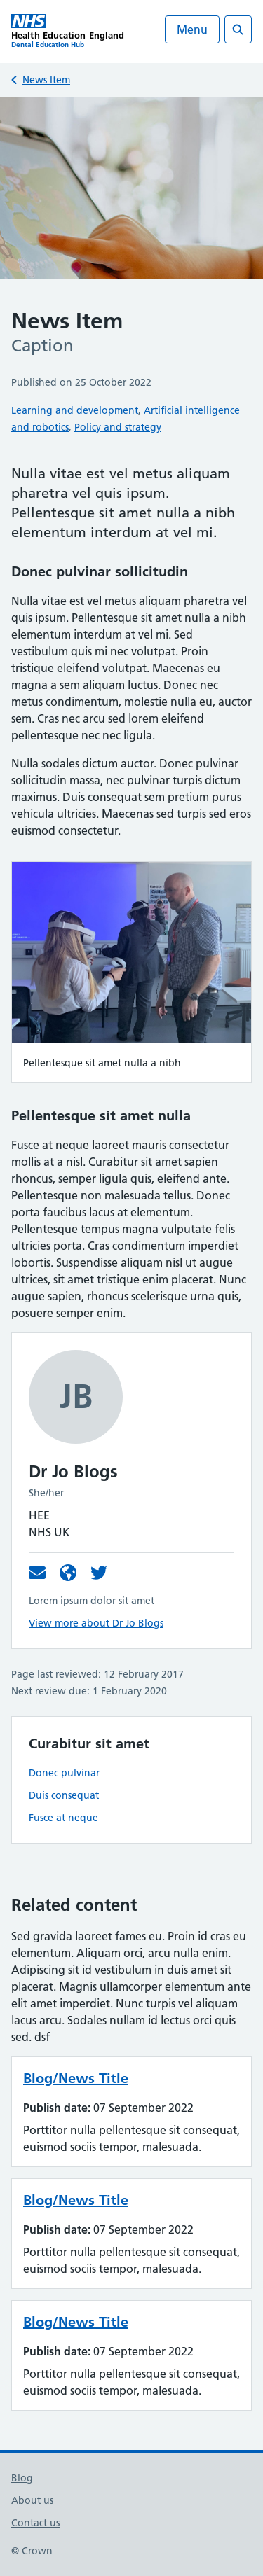 NHS
Health Education England
Dental Education Hub
Menu
News Item
News Item
Caption
Published on 25 October 2022
Learning and development, Artificial intelligence
and robotics, Policy and strategy
Nulla vitae est vel metus aliquam
pharetra vel quis ipsum.
Pellentesque sit amet nulla a nibh
elementum interdum at vel mi.
Donec pulvinar sollicitudin
Nulla vitae est vel metus aliquam pharetra vel
quis ipsum. Pellentesque sit amet nulla a nibh
elementum interdum at vel mi. Sed
vestibulum quis mi nec volutpat. Proin
tristique eleifend volutpat. Maecenas eu
magna a sem aliquam luctus. Donec nec
metus condimentum, molestie nulla eu, auctor
sem. Cras nec arcu sed lorem eleifend
pellentesque nec nec ligula.
Nulla sodales dictum auctor. Donec pulvinar
sollicitudin massa, nec pulvinar turpis dictum
maximus. Duis consequat sem pretium purus
vehicula ultricies. Maecenas sed turpis sed eros
euismod consectetur.
Pellentesque sit amet nulla a nibh
Pellentesque sit amet nulla
Fusce at neque laoreet mauris consectetur
mollis at a nisl. Curabitur sit amet sapien
rhoncus, semper ligula quis, eleifend ante.
Pellentesque non malesuada tellus. Donec
porta faucibus lacus at elementum.
Pellentesque tempus magna vulputate felis
ultricies porta. Cras condimentum imperdiet
lobortis. Suspendisse aliquam nisl ut augue
ultrices, sit amet tristique enim placerat. Nunc
augue sapien, rhoncus scelerisque urna quis,
posuere semper enim.
JB
Dr Jo Blogs
She/her
HEE
NHS UK
Lorem ipsum dolor sit amet
View more about Dr Jo Blogs
Page last reviewed: 12 February 2017
Next review due: 1 February 2020
Curabitur sit amet
Donec pulvinar
Duis consequat
Fusce at neque
Related content
Sed gravida laoreet fames eu. Proin id cras eu
elementum. Aliquam orci, arcu nulla enim.
Adipiscing sit id vestibulum in duis amet sit
placerat. Magnis ullamcorper elementum ante
elit amet imperdiet. Nunc turpis vel aliquam
lacus arcu. Sodales nullam id lectus orci quis
sed. dsf
Blog/News Title
Publish date: 07 September 2022
Porttitor nulla pellentesque sit consequat,
euismod sociis tempor, malesuada.
Blog/News Title
Publish date: 07 September 2022
Porttitor nulla pellentesque sit consequat,
euismod sociis tempor, malesuada.
Blog/News Title
Publish date: 07 September 2022
Porttitor nulla pellentesque sit consequat,
euismod sociis tempor, malesuada.
Blog
About us
Contact us
© Crown